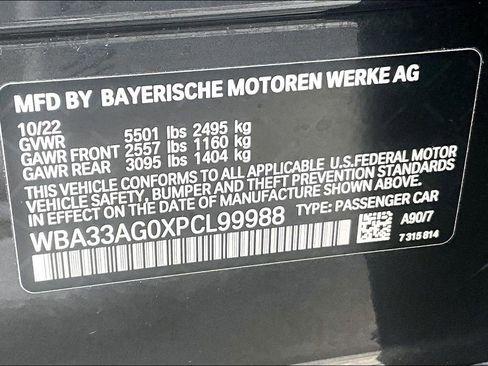 MFD BY BAYERISCHE MOTOREN WERKE AG
10/22
GVWR 5501 lbs 2495 kg
GAWR FRONT 2557 lbs 1160 kg
GAWR REAR 3095 lbs 1404 kg
THIS VEHICLE CONFORMS TO ALL APPLICABLE U.S.FEDERAL MOTOR
VEHICLE SAFETY, BUMPER AND THEFT PREVENTION STANDARDS
IN EFFECT ON THE DATE OF MANUFACTURE SHOWN ABOVE.
WBA33AG0XPCL99988 TYPE: PASSENGER CAR
A90/7
7 315 814